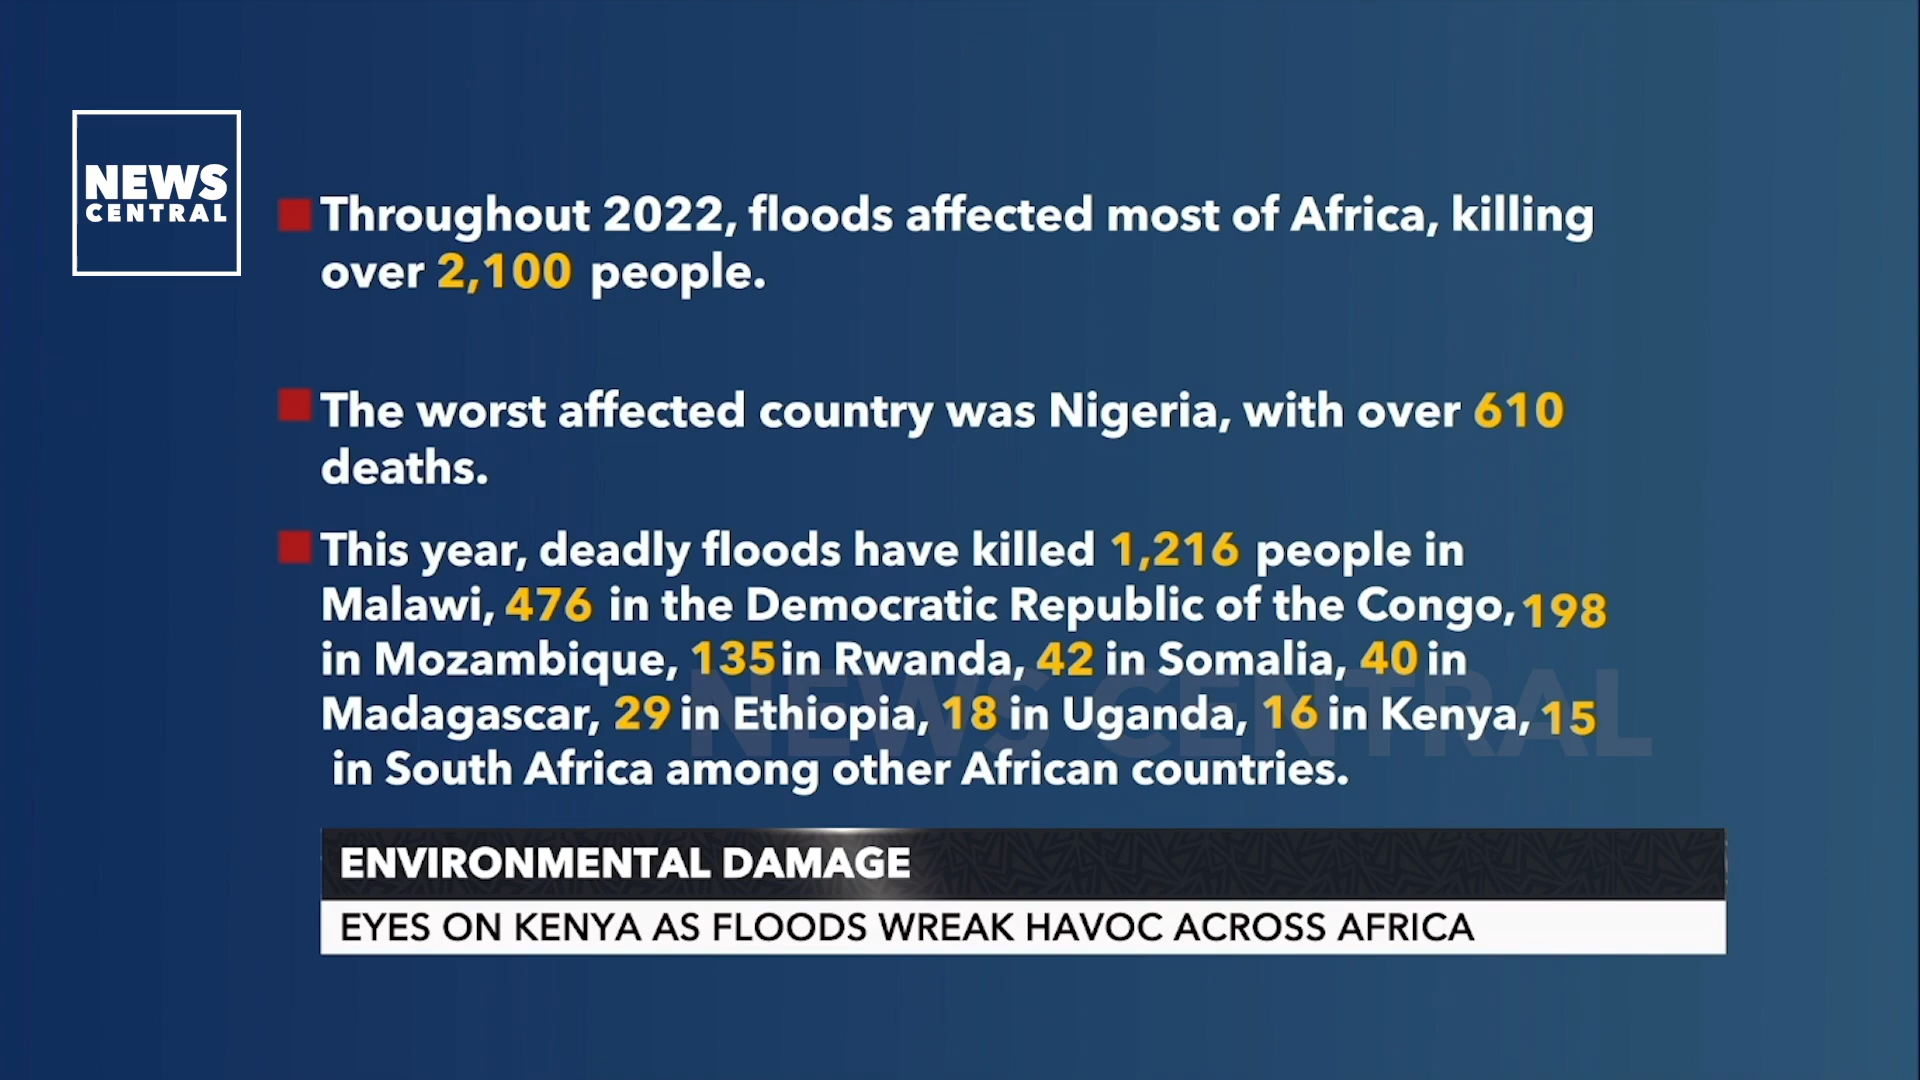 NEWS
CENTRAL
Throughout 2022, floods affected most of Africa, killing
over 2,100 people.
The worst affected country was Nigeria, with over 610
deaths.
This year, deadly floods have killed 1,216 people in
Malawi, 476 in the Democratic Republic of the Congo, 198
in Mozambique, 135 in Rwanda, 42 in Somalia, 40 in
Madagascar, 29 in Ethiopia, 18 in Uganda, 16 in Kenya, 15
in South Africa among other African countries.
NEWS CENTRAL
ENVIRONMENTAL DAMAGE
EYES ON KENYA AS FLOODS WREAK HAVOC ACROSS AFRICA